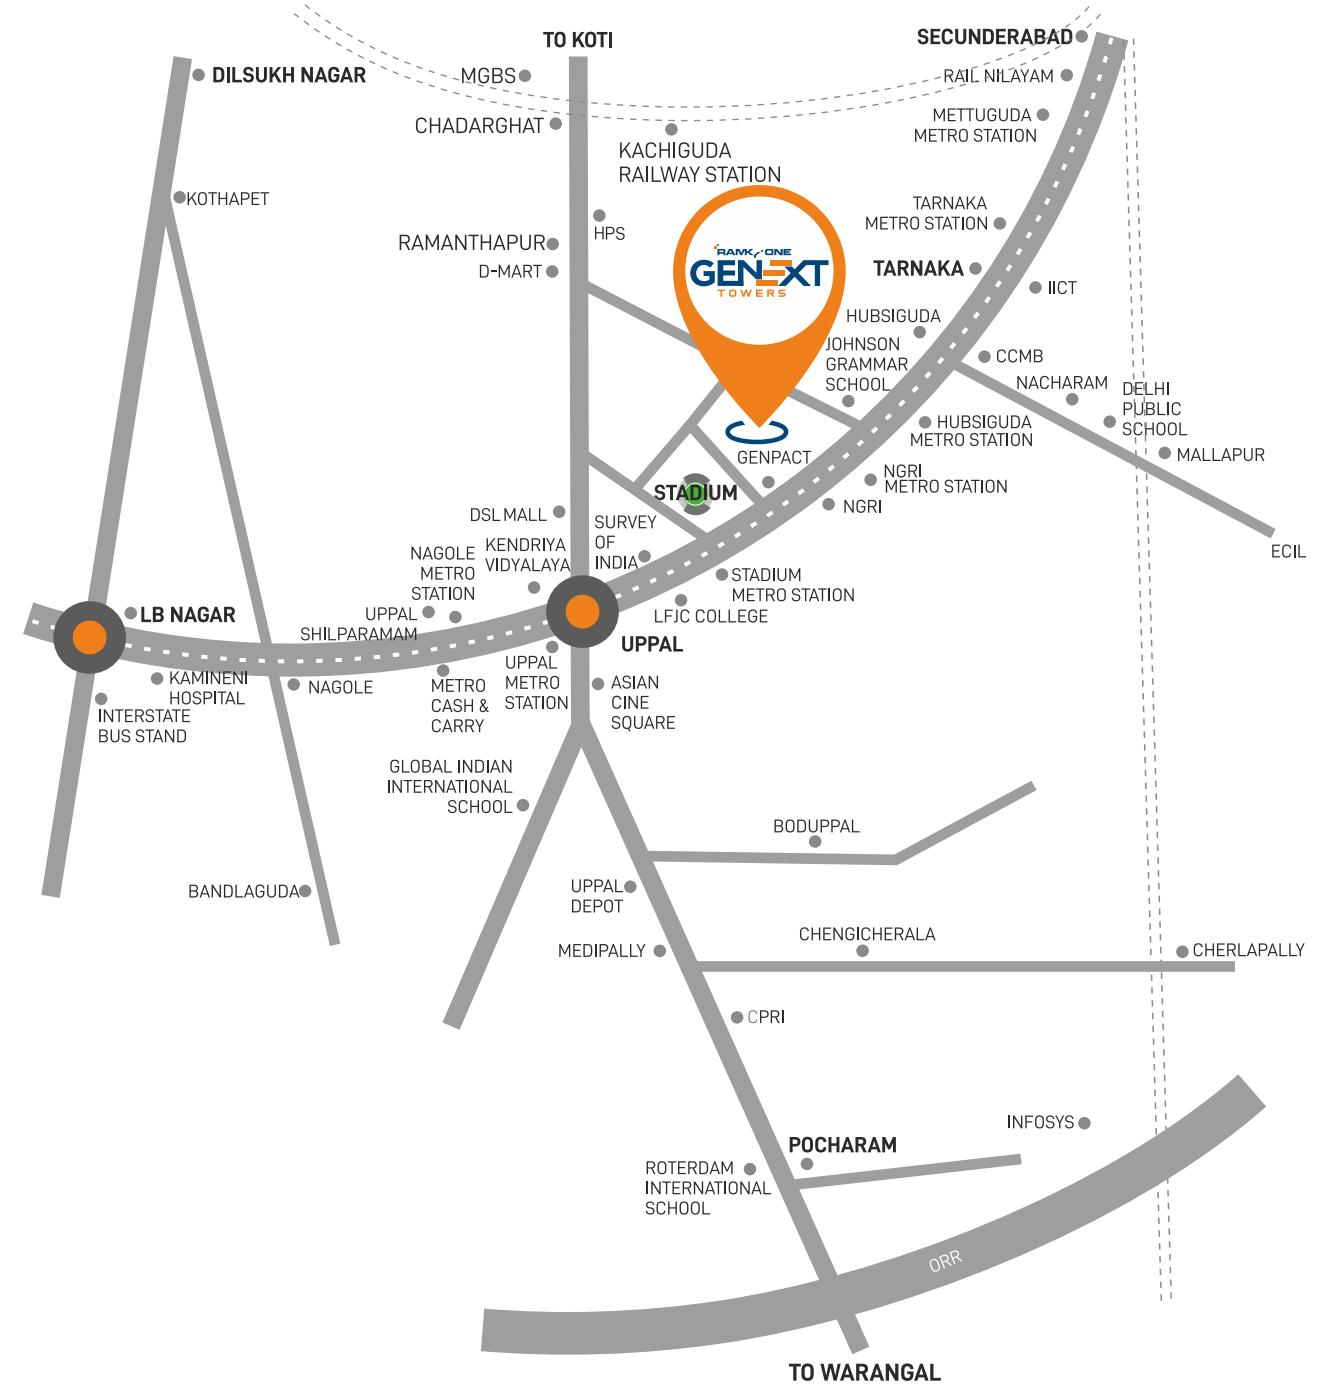 TO KOTI
SECUNDERABAD
DILSUKH NAGAR
MGBS
RAIL NILAYAM
CHADARGHAT
METTUGUDA
METRO STATION
KACHIGUDA
RAILWAY STATION
KOTHAPET
HPS
RAMANTHAPUR
D-MART
TARNAKA
METRO STATION
TARNAKA
IICT
RAMKY ONE
GENEXT
TOWERS
HUBSIGUDA
JOHNSON
GRAMMAR
SCHOOL
CCMB
NACHARAM
DELHI
PUBLIC
SCHOOL
HUBSIGUDA
METRO STATION
MALLAPUR
GENPACT
NGRI
METRO STATION
STADIUM
NGRI
ECIL
DSL MALL
SURVEY
OF
INDIA
KENDRIYA
VIDYALAYA
NAGOLE
METRO
STATION
STADIUM
METRO STATION
LFJC COLLEGE
UPPAL
SHILPARAMAM
LB NAGAR
UPPAL
KAMINENI
HOSPITAL
NAGOLE
METRO
CASH &
CARRY
UPPAL
METRO
STATION
ASIAN
CINE
SQUARE
INTERSTATE
BUS STAND
GLOBAL INDIAN
INTERNATIONAL
SCHOOL
BODUPPAL
BANDLAGUDA
UPPAL
DEPOT
MEDIPALLY
CHENGICHERALA
CHERLAPALLY
CPRI
INFOSYS
POCHARAM
ROTERDAM
INTERNATIONAL
SCHOOL
ORR
TO WARANGAL